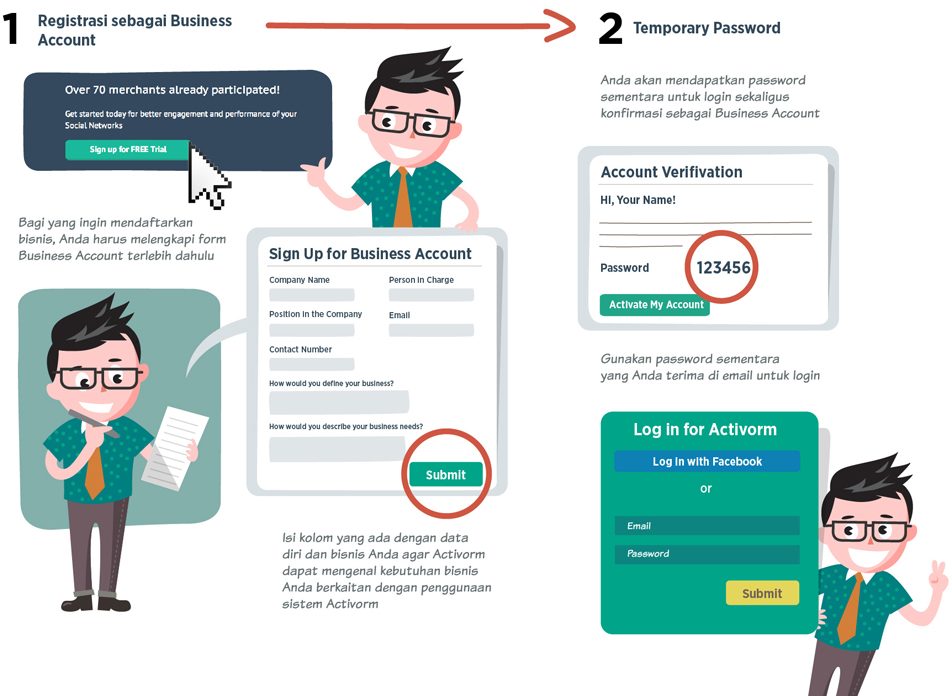 1 Registrasi sebagai Business
Account
Over 70 merchants already participated!
Get started today for better engagement and performance of your
Social Networks
Sign up for FREE Trial
Bagi yang ingin mendaftarkan
bisnis, Anda harus melengkapi form
Business Account terlebih dahulu
Sign Up for Business Account
Company Name
Person In Charge
Position in the Company
Email
Contact Number
How would you define your business?
How would you describe your business needs?
Submit
Isi kolom yang ada dengan data
diri dan bisnis Anda agar Activorm
dapat mengenal kebutuhan bisnis
Anda berkaitan dengan penggunaan
sistem Activorm
2 Temporary Password
Anda akan mendapatkan password
sementara untuk login sekaligus
konfirmasi sebagai Business Account
Account Verifivation
Hi, Your Name!
Password 123456
Activate My Account
Gunakan password sementara
yang Anda terima di email untuk login
Log in for Activorm
Log In with Facebook
or
Email
Password
Submit